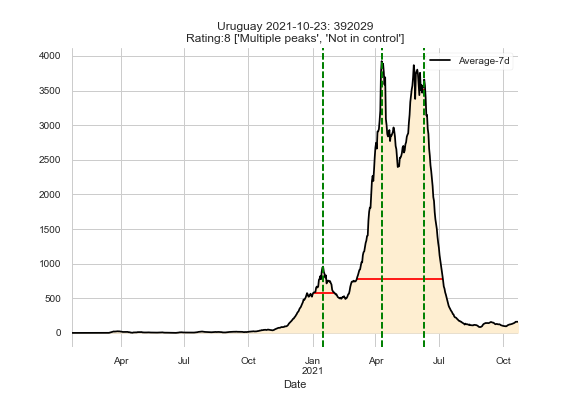 Uruguay 2021-10-23: 392029
Rating:8 ['Multiple peaks', 'Not in control']
Average-7d
4000
3500
3000
2500
2000
1500
1000
500
0
Apr Jul Oct Jan Apr Jul Oct
2021
Date